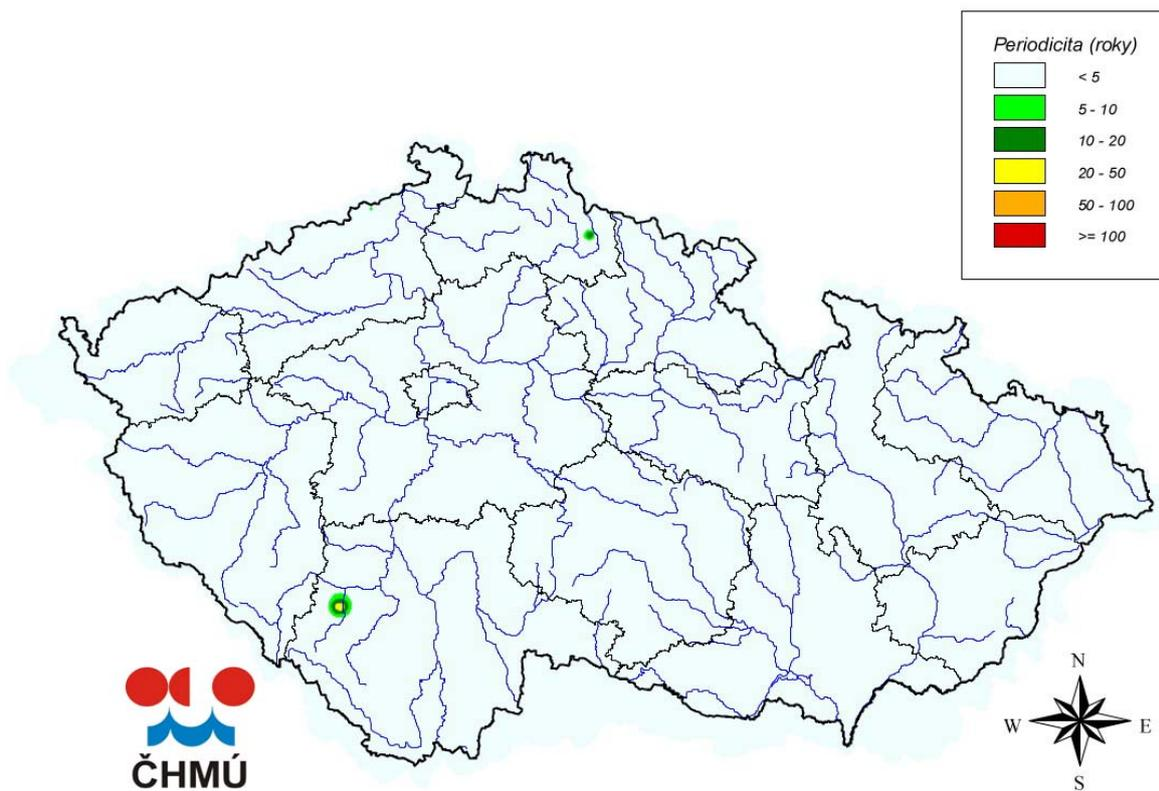 Periodicita (roky)
< 5
5 - 10
10 - 20
20 - 50
50 - 100
>= 100
N
W
E
S
ČHMÚ